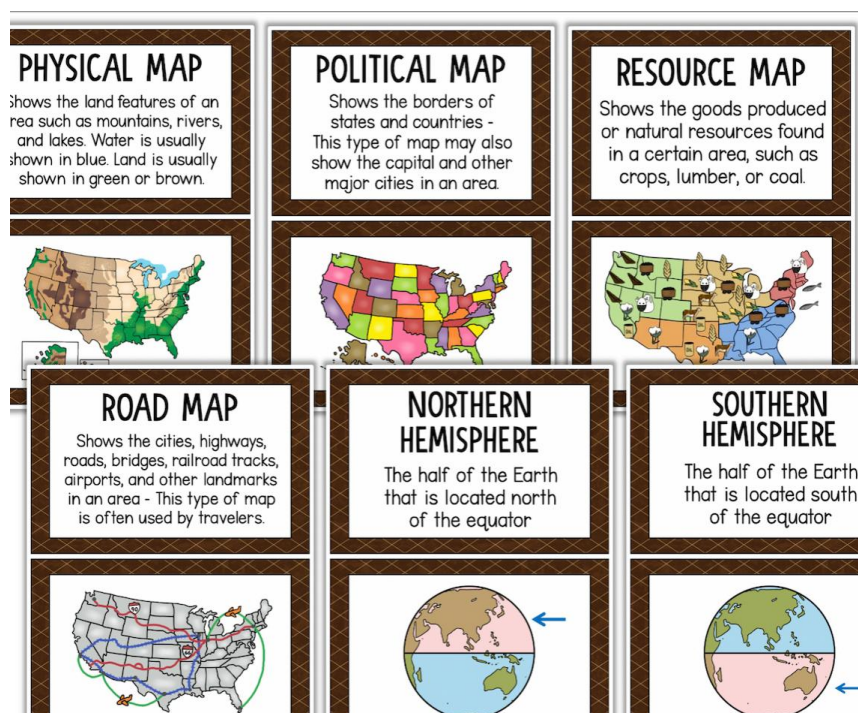 PHYSICAL MAP
Shows the land features of an
area such as mountains, rivers,
and lakes. Water is usually
shown in blue. Land is usually
shown in green or brown.
POLITICAL MAP
Shows the borders of
states and countries -
This type of map may also
show the capital and other
major cities in an area.
RESOURCE MAP
Shows the goods produced
or natural resources found
in a certain area, such as
crops, lumber, or coal.
ROAD MAP
Shows the cities, highways,
roads, bridges, railroad tracks,
airports, and other landmarks
in an area - This type of map
is often used by travelers.
90
NORTHERN
HEMISPHERE
The half of the Earth
that is located north
of the equator
SOUTHERN
HEMISPHERE
The half of the Earth
that is located south
of the equator